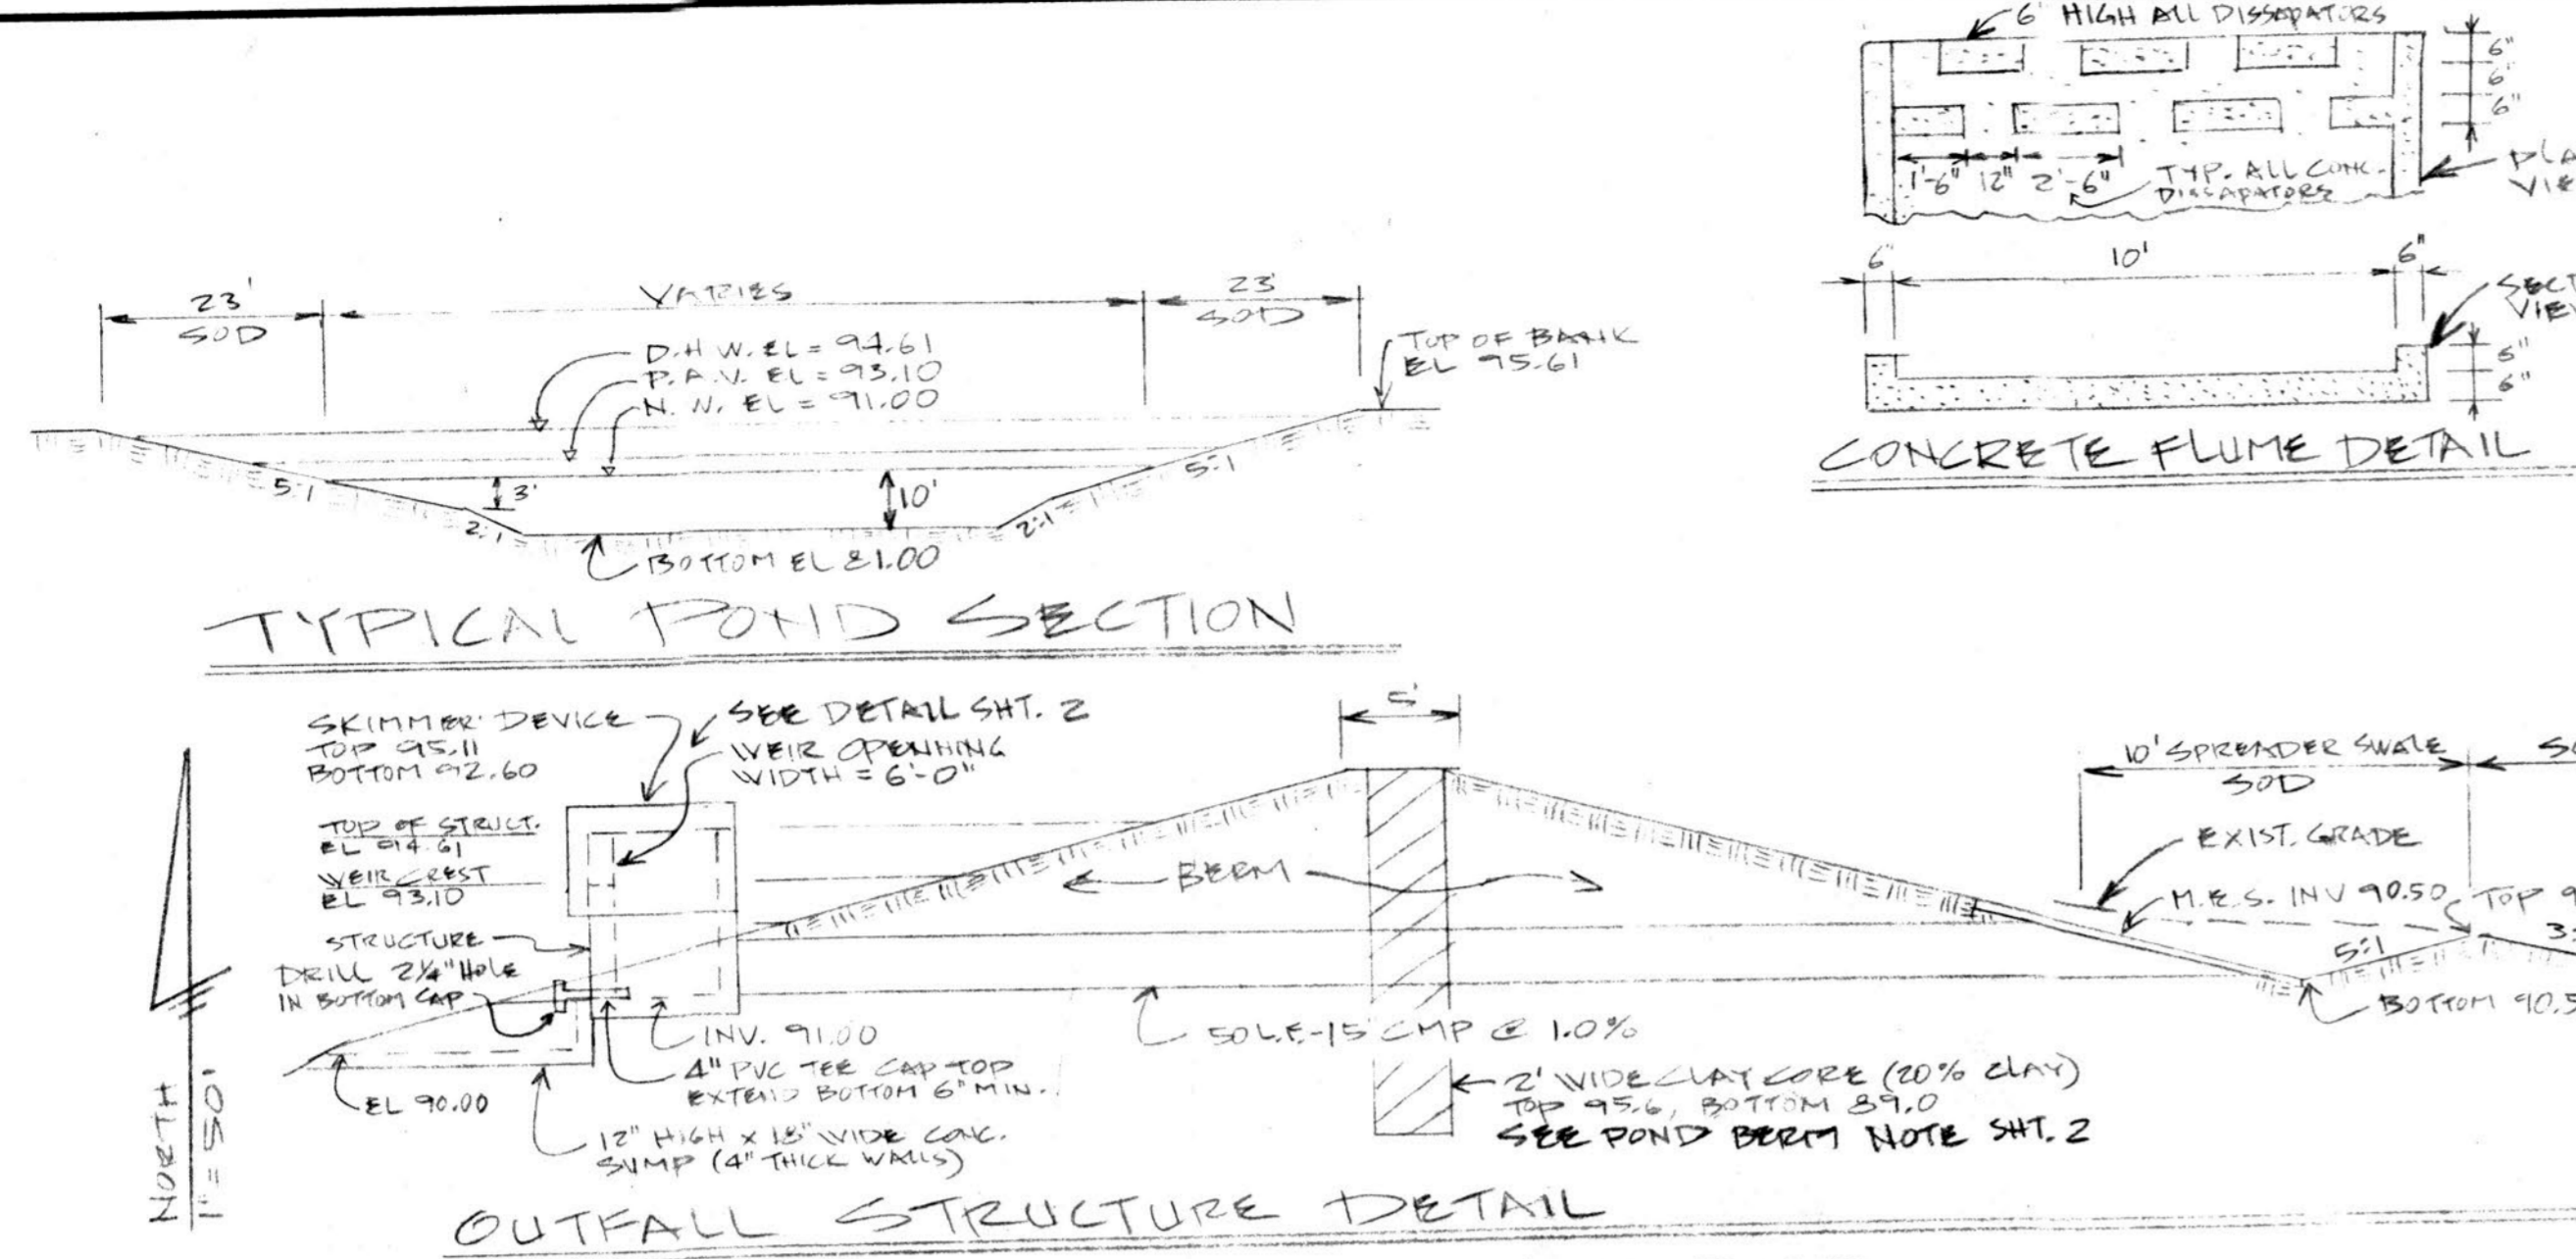 23'
SOD
VARIES
23'
SOD
D.H.W. EL = 94.61
P.A.V. EL = 93.10
N.W. EL = 91.00
TOP OF BANK
EL 95.61
5:1
3'
2:1
10'
2:1
5:1
BOTTOM EL 81.00
TYPICAL POND SECTION
6" HIGH ALL DISSAPATORS
6"
6"
6"
1'-6" 12" 2'-6"
TYP. ALL CONC.
DISSAPATORS
6"
10'
6"
6"
6"
CONCRETE FLUME DETAIL
SKIMMER DEVICE
TOP 95.11
BOTTOM 92.60
SEE DETAIL SHT. 2
WEIR OPENNING
WIDTH = 6'-0"
TOP OF STRUCT.
EL 94.61
WEIR CREST
EL 93.10
STRUCTURE
DRILL 2¼" HOLE
IN BOTTOM CAP
EL 90.00
INV. 91.00
4" PVC TEE CAP TOP
EXTEND BOTTOM 6" MIN.
12" HIGH x 18" WIDE CONC.
SUMP (4" THICK WALLS)
5'
BERM
50 L.F.-15" CMP @ 1.0%
2' WIDE CLAY CORE (20% CLAY)
TOP 95.6, BOTTOM 89.0
SEE POND BERM NOTE SHT. 2
10' SPREADER SWALE
SOD
EXIST. GRADE
M.E.S. INV 90.50
TOP
5:1
BOTTOM 90.5
NORTH
1" = 50'
OUTFALL STRUCTURE DETAIL